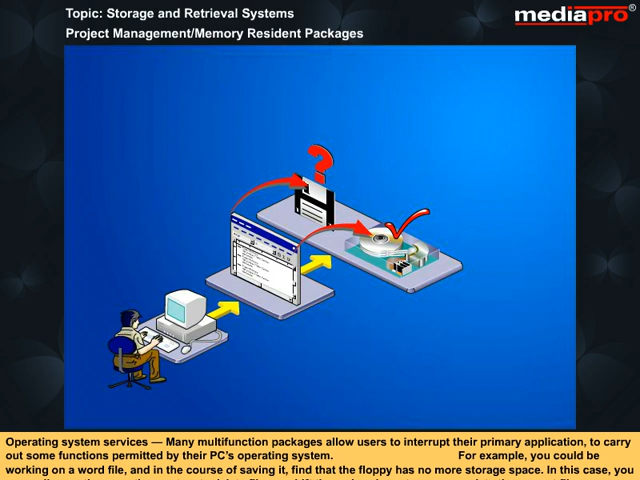 Topic: Storage and Retrieval Systems
mediapro®
Project Management/Memory Resident Packages
Operating system services — Many multifunction packages allow users to interrupt their primary application, to carry
out some functions permitted by their PC's operating system. For example, you could be
working on a word file, and in the course of saving it, find that the floppy has no more storage space. In this case, you